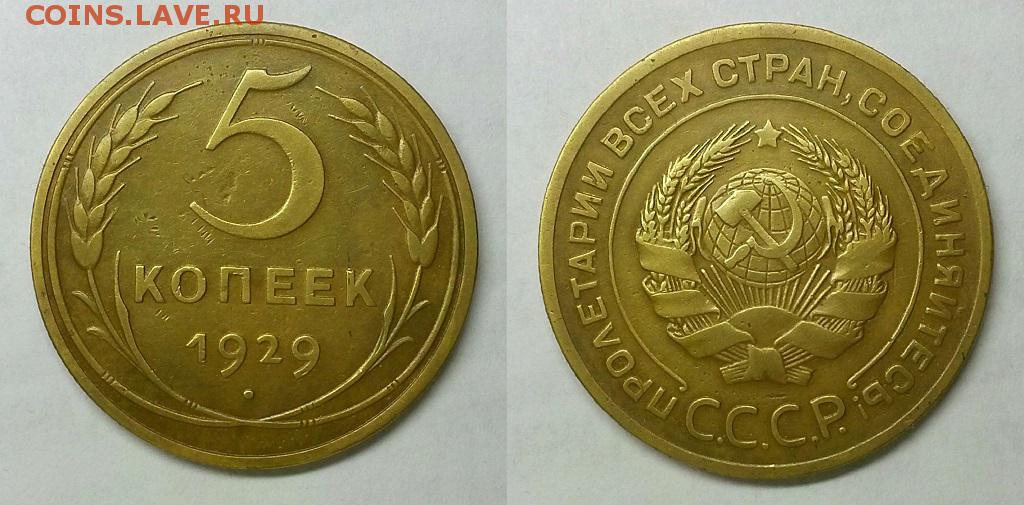 COINS.LAVE.RU
5
КОПЕЕК
1929
ПРОЛЕТАРИИ ВСЕХ СТРАН, СОЕДИНЯЙТЕСЬ!
С.С.С.Р.